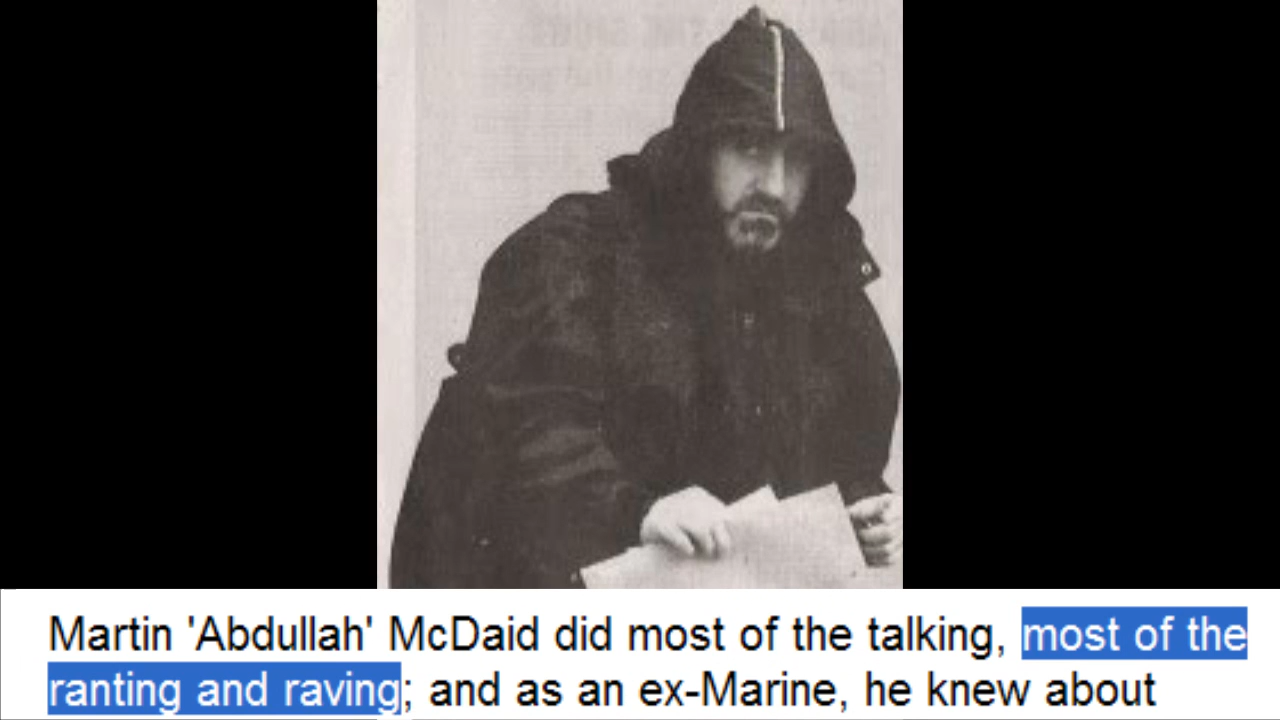 Martin 'Abdullah' McDaid did most of the talking, most of the
ranting and raving; and as an ex-Marine, he knew about